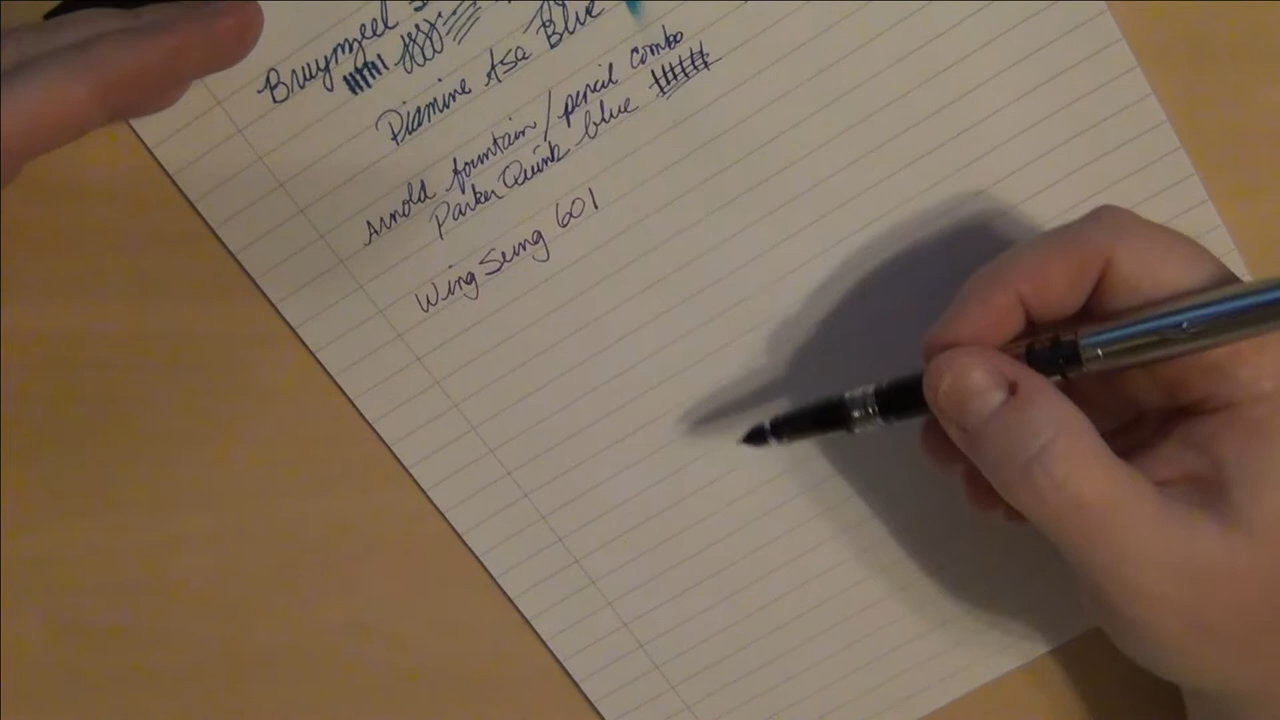 Bruynzeel
Diamine Asa Blue
Arnold fountain/pencil combo
Parker Quink blue
Wing Sung 601